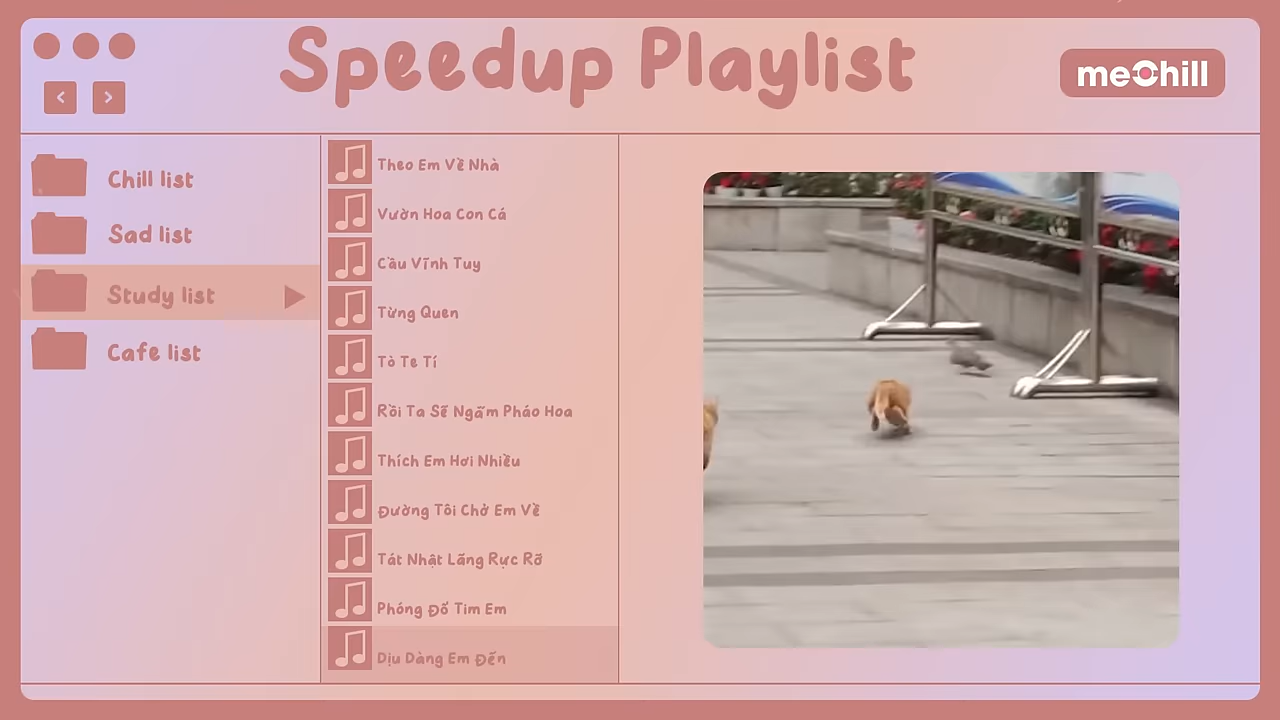 Speedup Playlist
meChill
<
>
Chill list
Sad list
Study list
Cafe list
Theo Em Về Nhà
Vườn Hoa Con Cá
Cầu Vĩnh Tuy
Từng Quen
Tò Te Tí
Rồi Ta Sẽ Ngắm Pháo Hoa
Thích Em Hơi Nhiều
Đường Tôi Chở Em Về
Tát Nhật Lãng Rực Rỡ
Phóng Đổ Tim Em
Dịu Dàng Em Đến